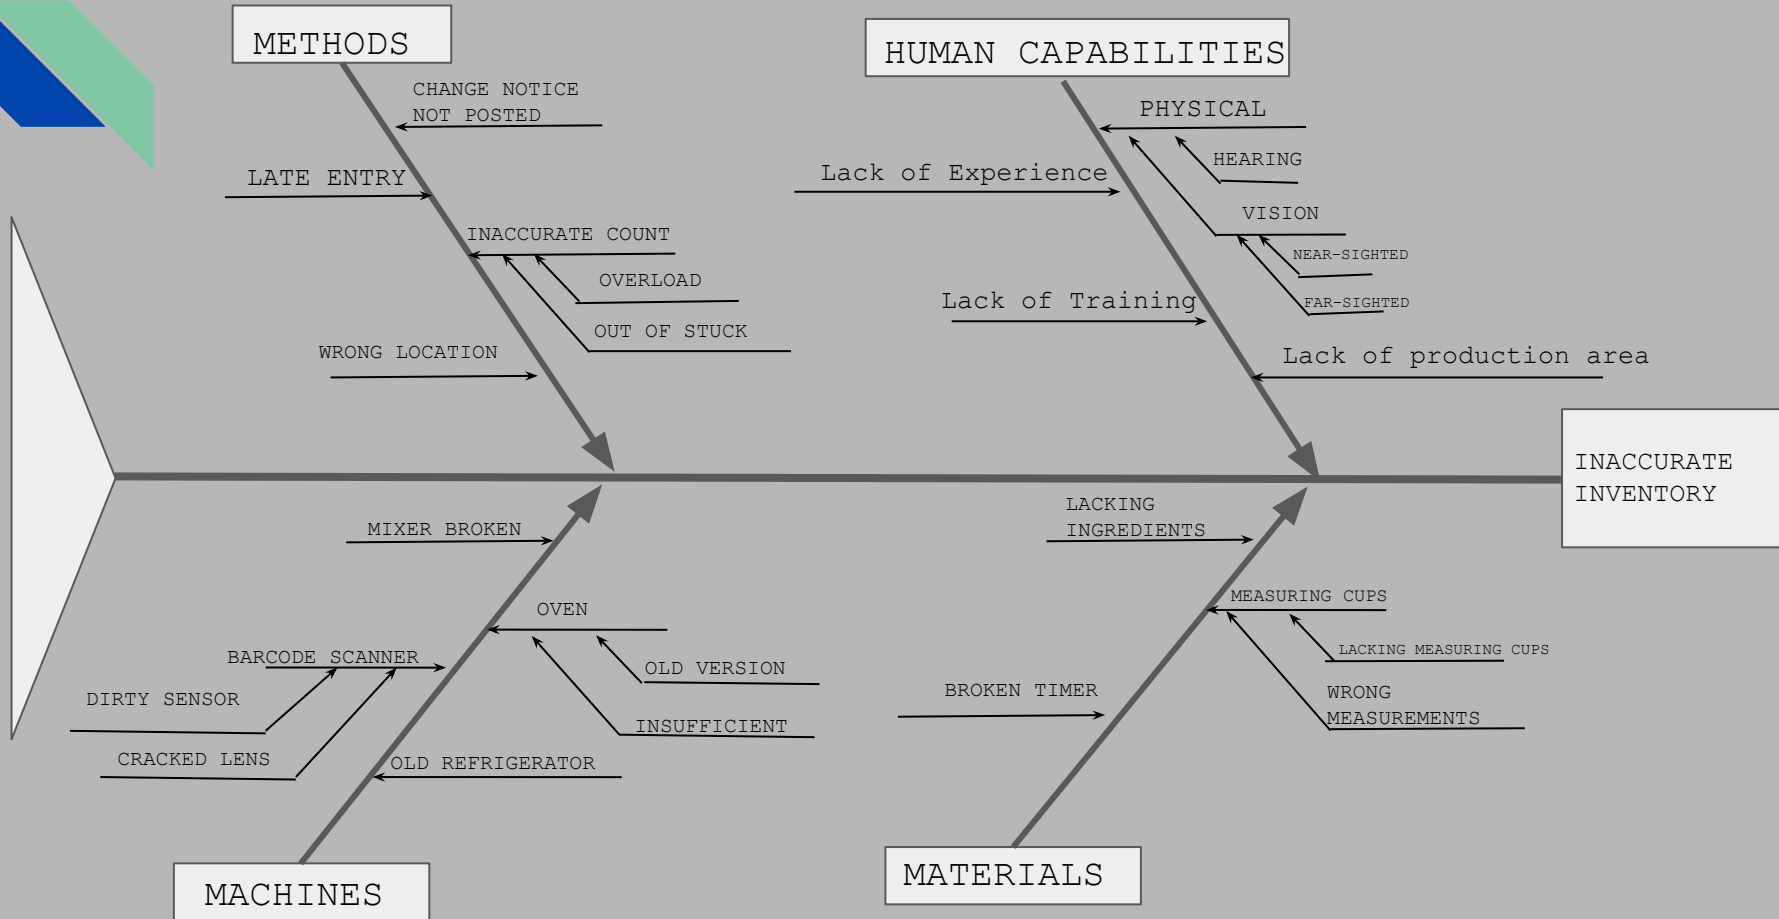 METHODS
HUMAN CAPABILITIES
CHANGE NOTICE
NOT POSTED
LATE ENTRY
INACCURATE COUNT
OVERLOAD
OUT OF STUCK
WRONG LOCATION
PHYSICAL
HEARING
Lack of Experience
VISION
NEAR-SIGHTED
FAR-SIGHTED
Lack of Training
Lack of production area
INACCURATE
INVENTORY
MIXER BROKEN
OVEN
OLD VERSION
INSUFFICIENT
BARCODE SCANNER
DIRTY SENSOR
CRACKED LENS
OLD REFRIGERATOR
LACKING
INGREDIENTS
MEASURING CUPS
LACKING MEASURING CUPS
WRONG
MEASUREMENTS
BROKEN TIMER
MACHINES
MATERIALS